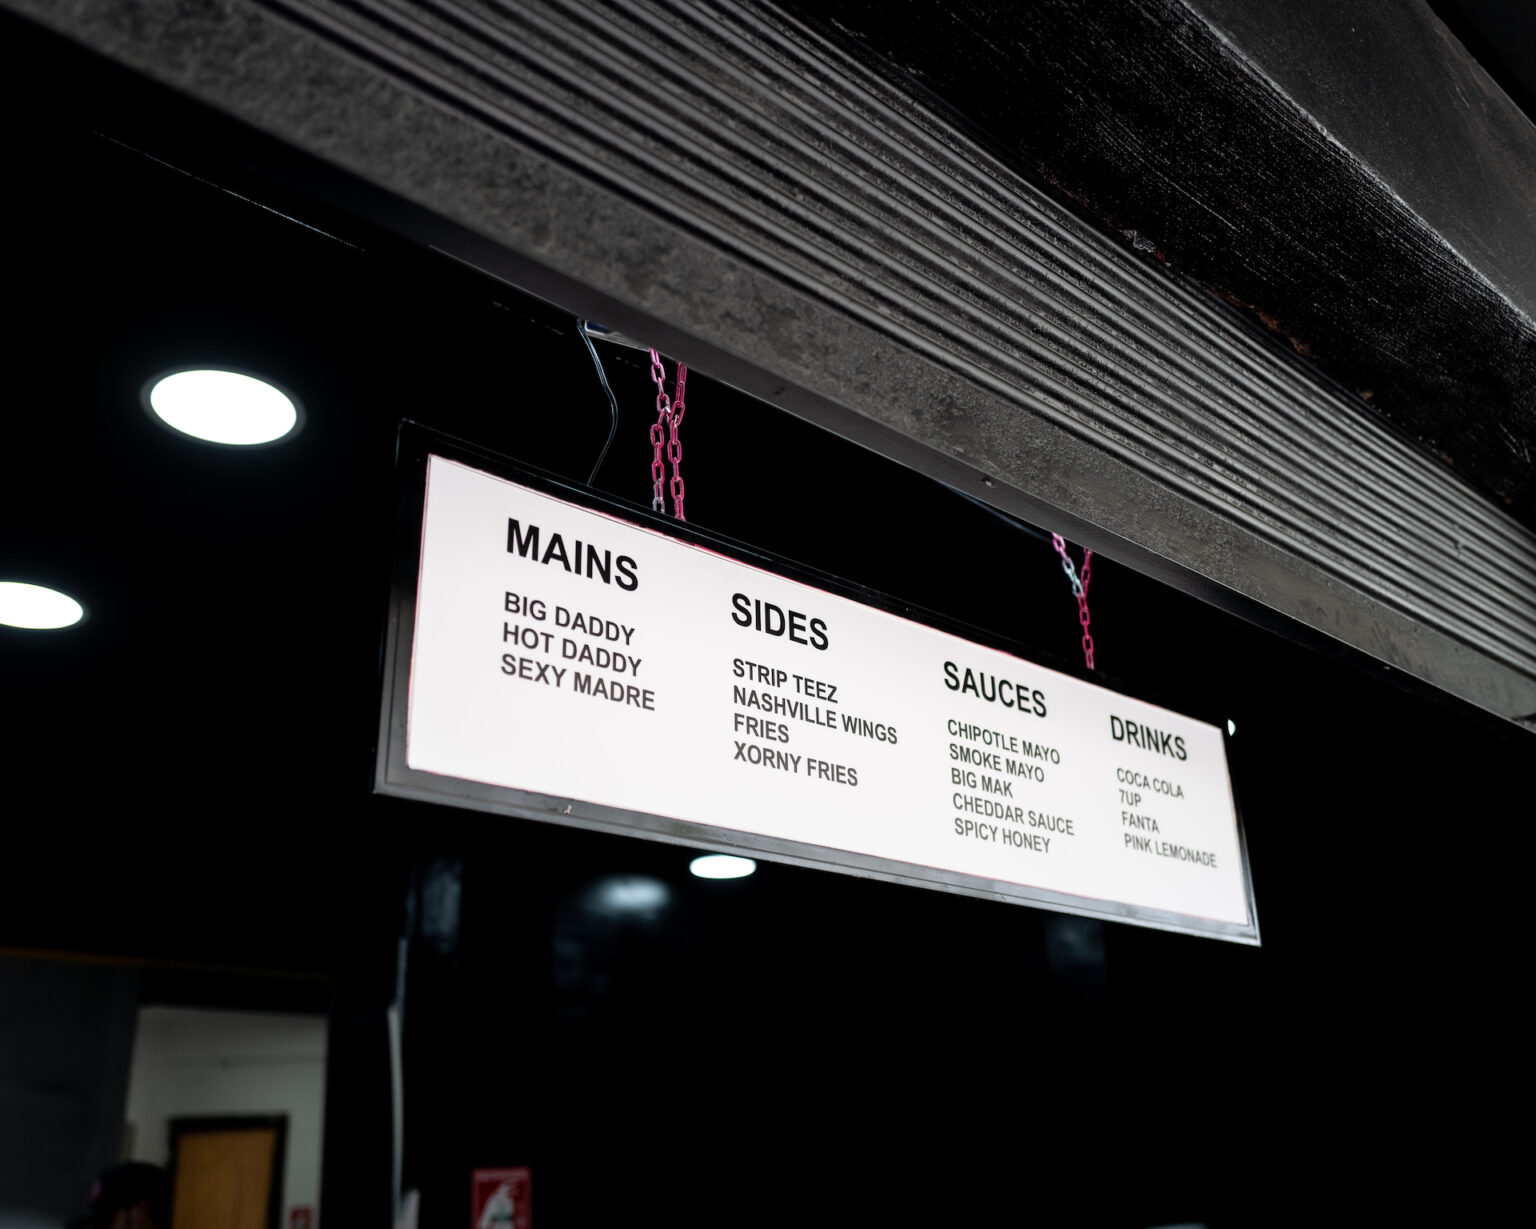 MAINS
BIG DADDY
HOT DADDY
SEXY MADRE
SIDES
STRIP TEEZ
NASHVILLE WINGS
FRIES
XORNY FRIES
SAUCES
CHIPOTLE MAYO
SMOKE MAYO
BIG MAK
CHEDDAR SAUCE
SPICY HONEY
DRINKS
COCA COLA
7UP
FANTA
PINK LEMONADE